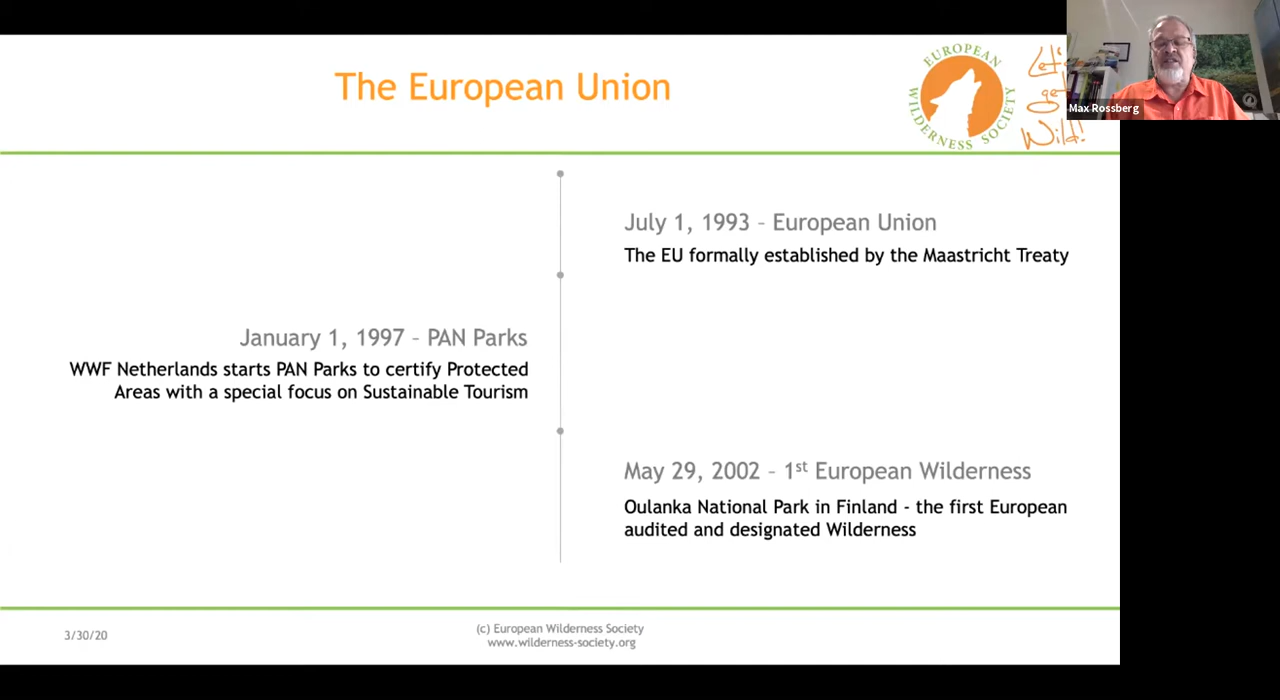 The European Union
EUROPEAN
WILDERNESS SOCIETY
Let's
get
Wild!
Max Rossberg
July 1, 1993 – European Union
The EU formally established by the Maastricht Treaty
January 1, 1997 – PAN Parks
WWF Netherlands starts PAN Parks to certify Protected
Areas with a special focus on Sustainable Tourism
May 29, 2002 – 1st European Wilderness
Oulanka National Park in Finland - the first European
audited and designated Wilderness
3/30/20
(c) European Wilderness Society
www.wilderness-society.org